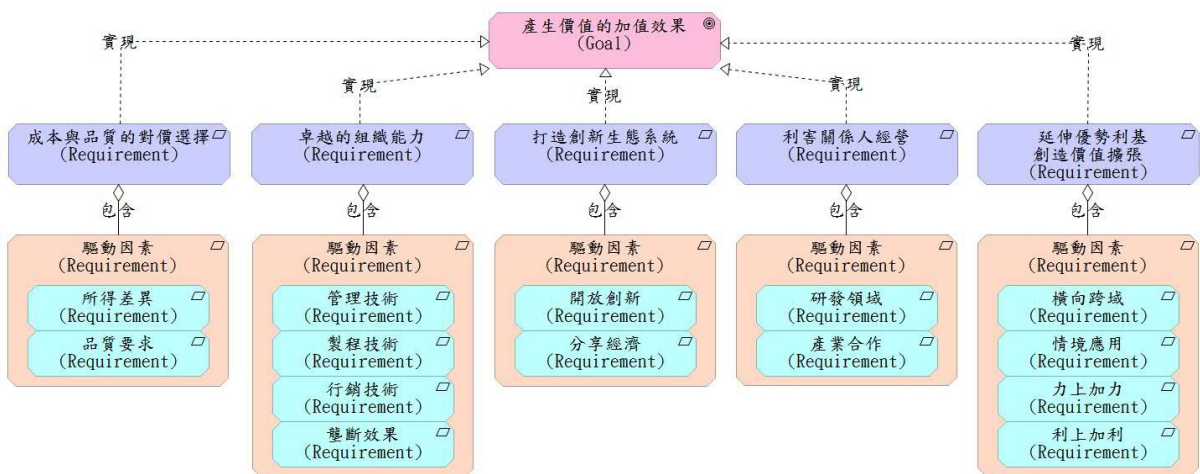 產生價值的加值效果
(Goal)
實現
實現
實現
實現
實現
成本與品質的對價選擇
(Requirement)
卓越的組織能力
(Requirement)
打造創新生態系統
(Requirement)
利害關係人經營
(Requirement)
延伸優勢利基
創造價值擴張
(Requirement)
包含
包含
包含
包含
包含
驅動因素
(Requirement)
所得差異
(Requirement)
品質要求
(Requirement)
驅動因素
(Requirement)
管理技術
(Requirement)
製程技術
(Requirement)
行銷技術
(Requirement)
壟斷效果
(Requirement)
驅動因素
(Requirement)
開放創新
(Requirement)
分享經濟
(Requirement)
驅動因素
(Requirement)
研發領域
(Requirement)
產業合作
(Requirement)
驅動因素
(Requirement)
橫向跨域
(Requirement)
情境應用
(Requirement)
力上加力
(Requirement)
利上加利
(Requirement)